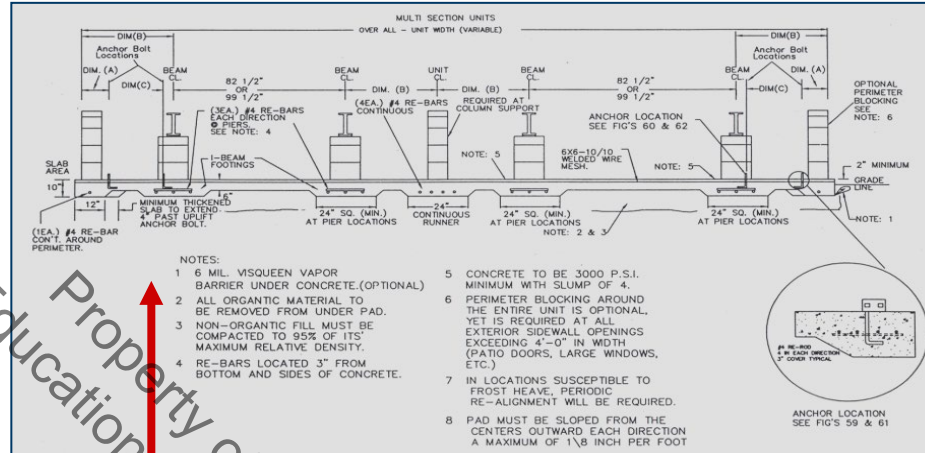 MULTI SECTION UNITS
OVER ALL - UNIT WIDTH (VARIABLE)
DIM(B)
DIM(B)
Anchor Bolt
Locations
Anchor Bolt
Locations
DIM. (A)
DIM(C)
BEAM
CL.
82 1/2"
OR
99 1/2"
BEAM
CL.
DIM. (B)
UNIT
CL.
DIM. (B)
BEAM
CL.
82 1/2"
OR
99 1/2"
BEAM
CL.
DIM(C)
DIM. (A)
OPTIONAL
PERIMETER
BLOCKING
SEE
NOTE: 6
(3EA.) #4 RE-BARS
EACH DIRECTION
@ PIERS.
SEE NOTE: 4
(4EA.) #4 RE-BARS
CONTINUOUS
REQUIRED AT
COLUMN SUPPORT
ANCHOR LOCATION
SEE FIG'S 60 & 62
SLAB
AREA
I-BEAM
FOOTINGS
NOTE: 5
6X6-10/10
WELDED WIRE
MESH.
NOTE: 5
2" MINIMUM
GRADE
LINE
10"
6"
12"
MINIMUM THICKENED
SLAB TO EXTEND
4" PAST UPLIFT
ANCHOR BOLT.
24" SQ. (MIN.)
AT PIER LOCATIONS
24"
CONTINUOUS
RUNNER
24" SQ. (MIN.)
AT PIER LOCATIONS
24" SQ. (MIN.)
AT PIER LOCATIONS
NOTE: 1
(1EA.) #4 RE-BAR
CON'T. AROUND
PERIMETER.
NOTE: 2 & 3
NOTES:
1 6 MIL. VISQUEEN VAPOR
BARRIER UNDER CONCRETE.(OPTIONAL)
2 ALL ORGANTIC MATERIAL TO
BE REMOVED FROM UNDER PAD.
3 NON-ORGANTIC FILL MUST BE
COMPACTED TO 95% OF ITS'
MAXIMUM RELATIVE DENSITY.
4 RE-BARS LOCATED 3" FROM
BOTTOM AND SIDES OF CONCRETE.
5 CONCRETE TO BE 3000 P.S.I.
MINIMUM WITH SLUMP OF 4.
6 PERIMETER BLOCKING AROUND
THE ENTIRE UNIT IS OPTIONAL,
YET IS REQUIRED AT ALL
EXTERIOR SIDEWALL OPENINGS
EXCEEDING 4'-0" IN WIDTH
(PATIO DOORS, LARGE WINDOWS,
ETC.)
7 IN LOCATIONS SUSCEPTIBLE TO
FROST HEAVE, PERIODIC
RE-ALIGNMENT WILL BE REQUIRED.
8 PAD MUST BE SLOPED FROM THE
CENTERS OUTWARD EACH DIRECTION
A MAXIMUM OF 1\8 INCH PER FOOT
#4 RE-ROD
4 IN EACH DIRECTION
3" COVER TYPICAL
ANCHOR LOCATION
SEE FIG'S 59 & 61
Property
Education